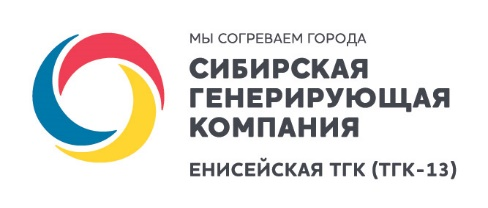 МЫ СОГРЕВАЕМ ГОРОДА
СИБИРСКАЯ
ГЕНЕРИРУЮЩАЯ
КОМПАНИЯ
ЕНИСЕЙСКАЯ ТГК (ТГК-13)